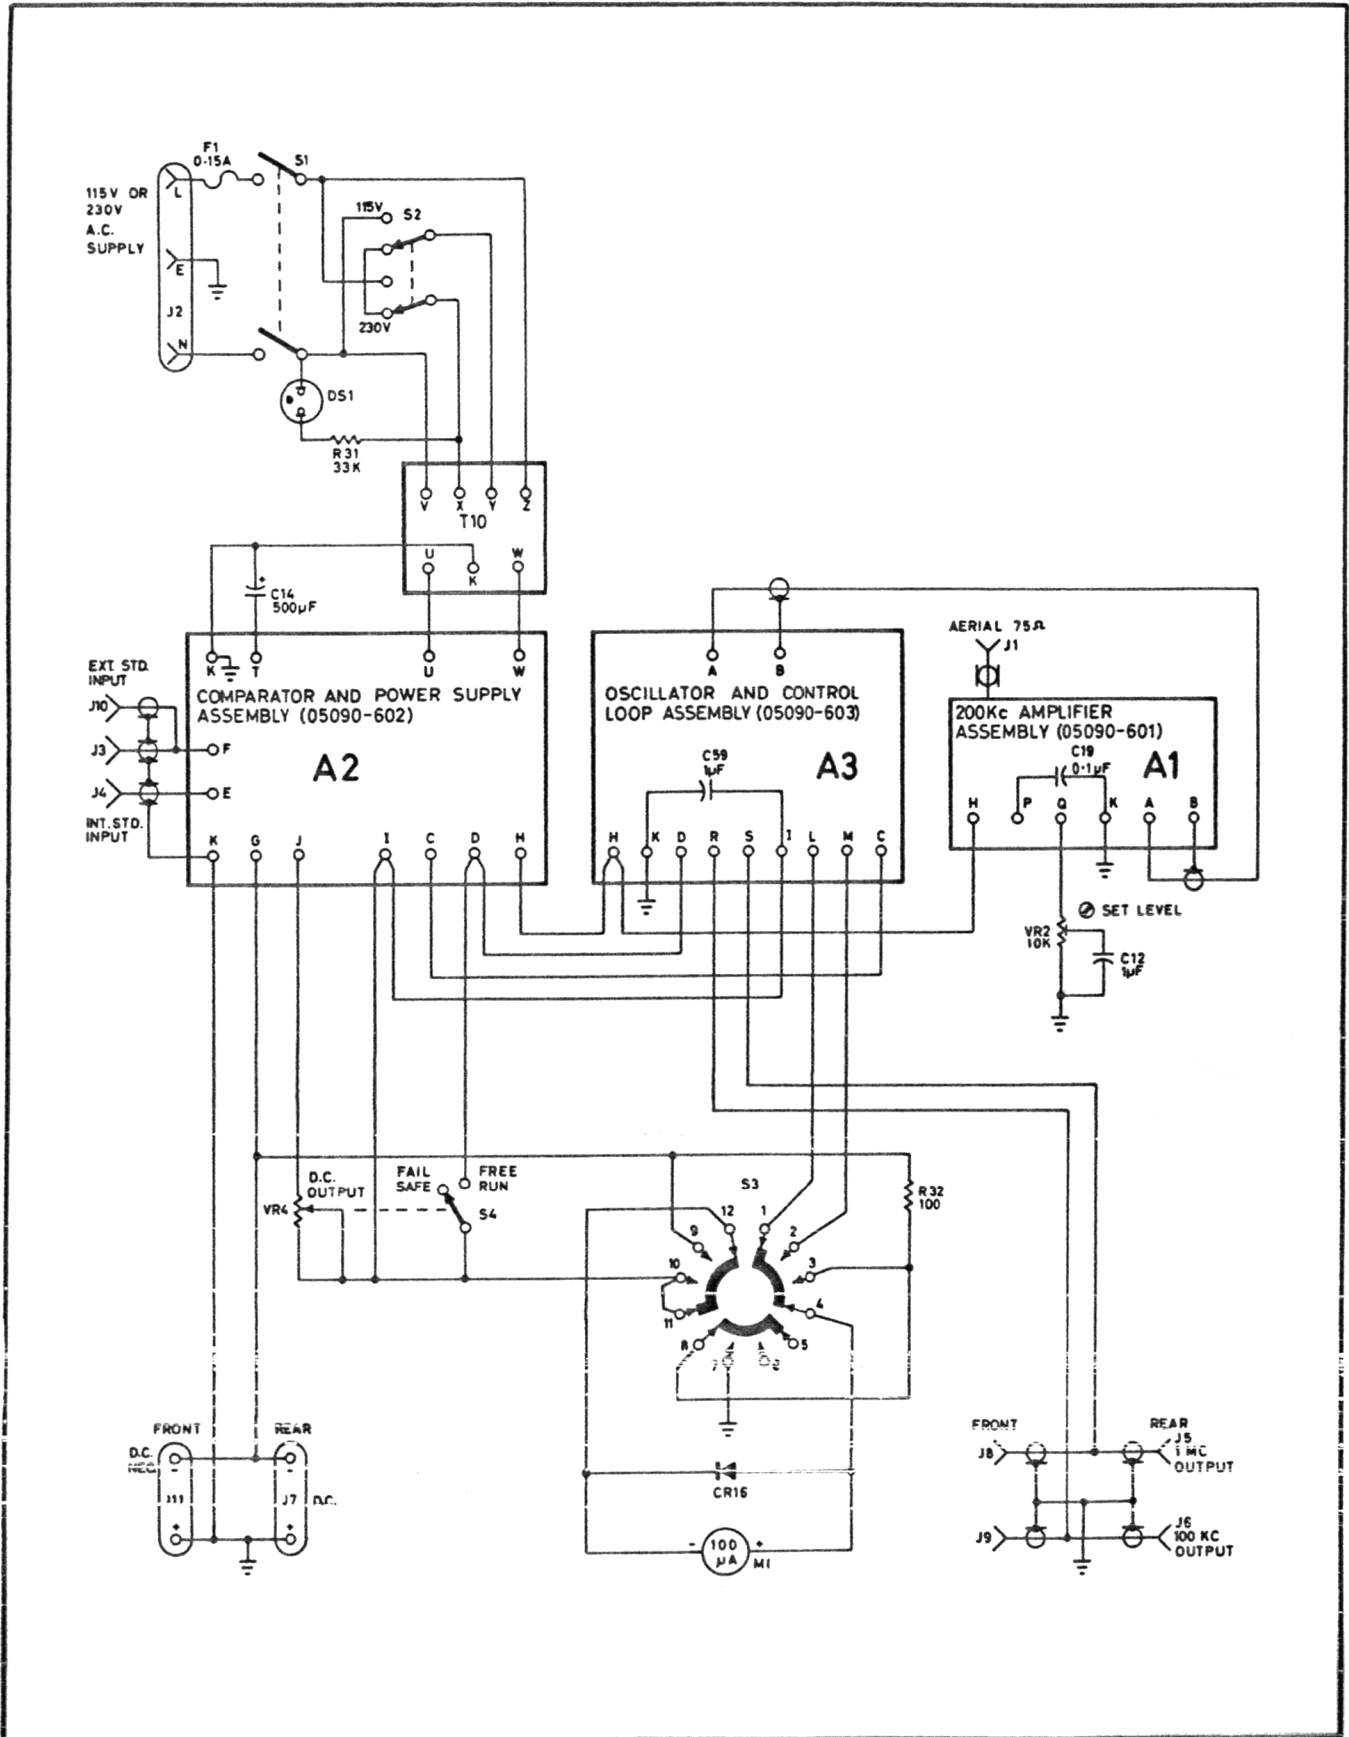 F1
0·15A
S1
115V OR
230V
A.C.
SUPPLY
L
E
J2
N
115V
S2
230V
DS1
R31
33K
V
X
Y
Z
T10
U
K
W
C14
500µF
K
T
U
W
EXT STD.
INPUT
J10
J3
J4
INT. STD.
INPUT
COMPARATOR AND POWER SUPPLY
ASSEMBLY (05090-602)
A2
F
E
K
G
J
I
C
D
H
A
B
OSCILLATOR AND CONTROL
LOOP ASSEMBLY (05090-603)
C59
1µF
A3
H
K
D
R
S
I
L
M
C
AERIAL 75Ω
J1
200Kc AMPLIFIER
ASSEMBLY (05090-601)
C19
0·1µF
A1
H
P
Q
K
A
B
SET LEVEL
VR2
10K
C12
1µF
D.C.
OUTPUT
VR4
FAIL
SAFE
FREE
RUN
S4
S3
R32
100
12
1
2
3
4
5
7
8
9
10
11
FRONT
REAR
D.C.
NEG
-
-
J11
J7
D.C.
+
+
CR16
-
100
µA
+
M1
FRONT
REAR
J8
J5
1 MC
OUTPUT
J9
J6
100 KC
OUTPUT